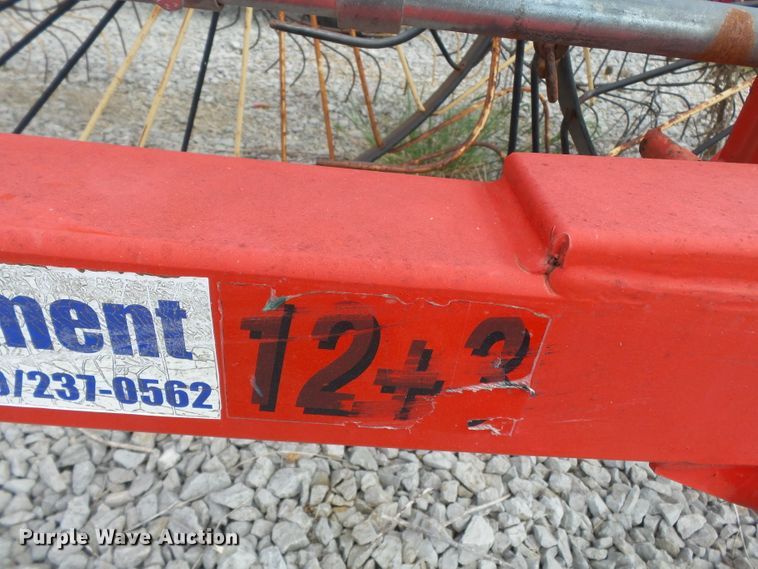 ment
/237-0562
12+2
Purple Wave Auction